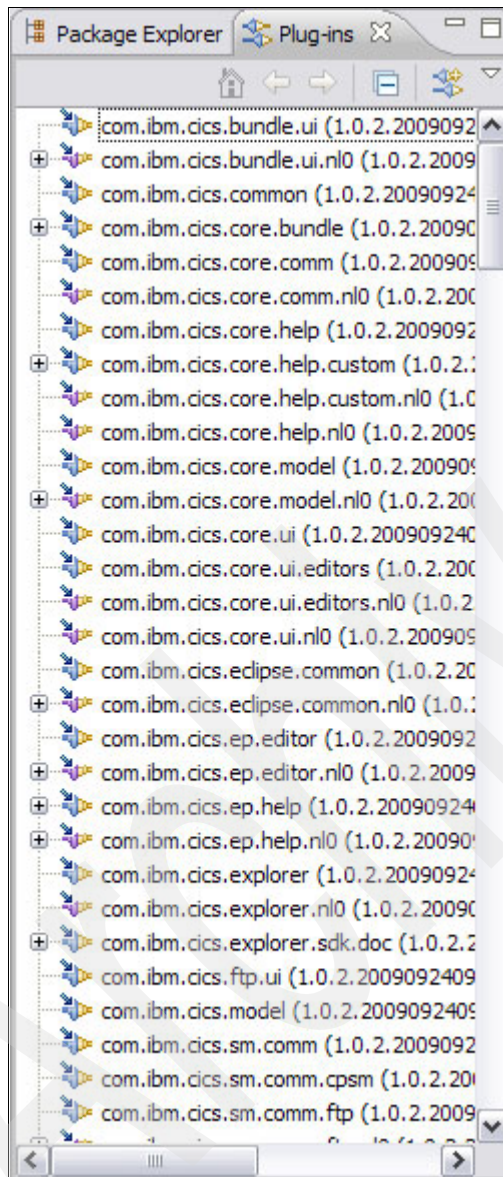 Package Explorer Plug-ins
com.ibm.cics.bundle.ui (1.0.2.2009092
com.ibm.cics.bundle.ui.nl0 (1.0.2.2009
com.ibm.cics.common (1.0.2.20090924
com.ibm.cics.core.bundle (1.0.2.20090
com.ibm.cics.core.comm (1.0.2.200909
com.ibm.cics.core.comm.nl0 (1.0.2.200
com.ibm.cics.core.help (1.0.2.2009092
com.ibm.cics.core.help.custom (1.0.2.
com.ibm.cics.core.help.custom.nl0 (1.0
com.ibm.cics.core.help.nl0 (1.0.2.2009
com.ibm.cics.core.model (1.0.2.200909
com.ibm.cics.core.model.nl0 (1.0.2.200
com.ibm.cics.core.ui (1.0.2.200909240
com.ibm.cics.core.ui.editors (1.0.2.200
com.ibm.cics.core.ui.editors.nl0 (1.0.2
com.ibm.cics.core.ui.nl0 (1.0.2.200909
com.ibm.cics.eclipse.common (1.0.2.20
com.ibm.cics.eclipse.common.nl0 (1.0.
com.ibm.cics.ep.editor (1.0.2.2009092
com.ibm.cics.ep.editor.nl0 (1.0.2.2009
com.ibm.cics.ep.help (1.0.2.20090924
com.ibm.cics.ep.help.nl0 (1.0.2.20090
com.ibm.cics.explorer (1.0.2.20090924
com.ibm.cics.explorer.nl0 (1.0.2.20090
com.ibm.cics.explorer.sdk.doc (1.0.2.2
com.ibm.cics.ftp.ui (1.0.2.2009092409
com.ibm.cics.model (1.0.2.2009092409
com.ibm.cics.sm.comm (1.0.2.2009092
com.ibm.cics.sm.comm.cpsm (1.0.2.200
com.ibm.cics.sm.comm.ftp (1.0.2.2009